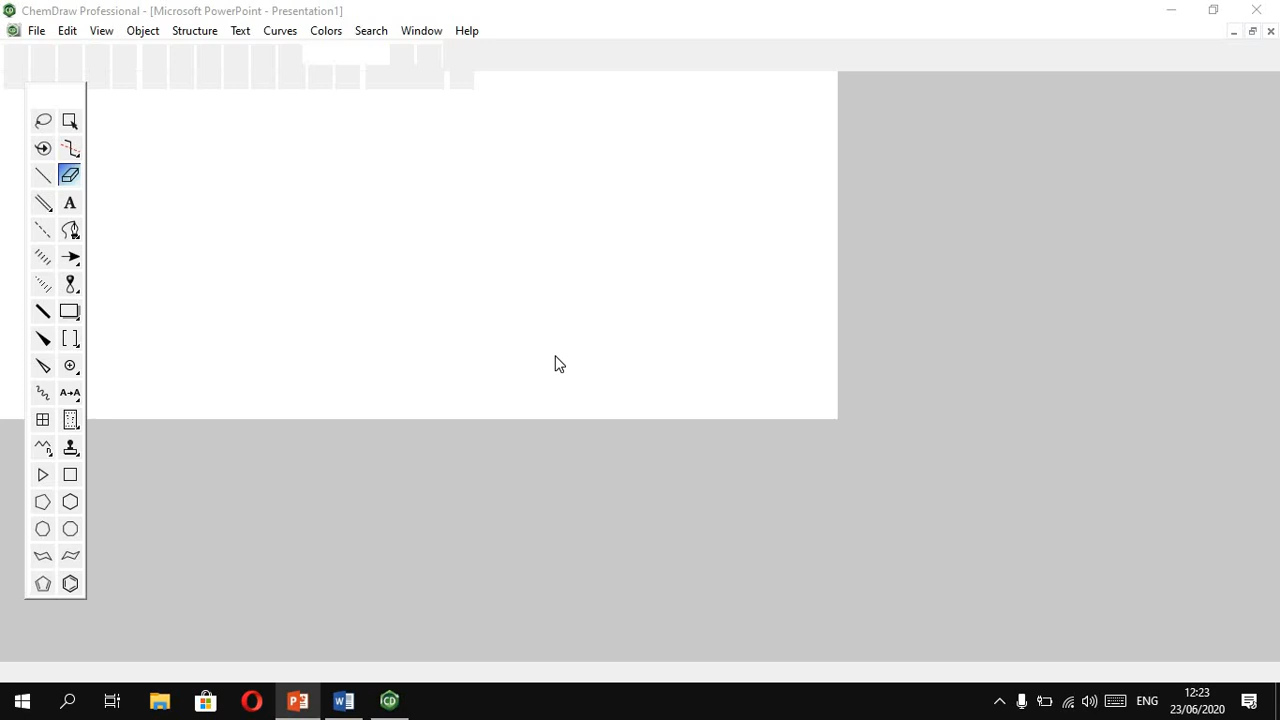 ChemDraw Professional - [Microsoft PowerPoint - Presentation1]
File Edit View Object Structure Text Curves Colors Search Window Help
A
A→A
n
ENG
12:23
23/06/2020